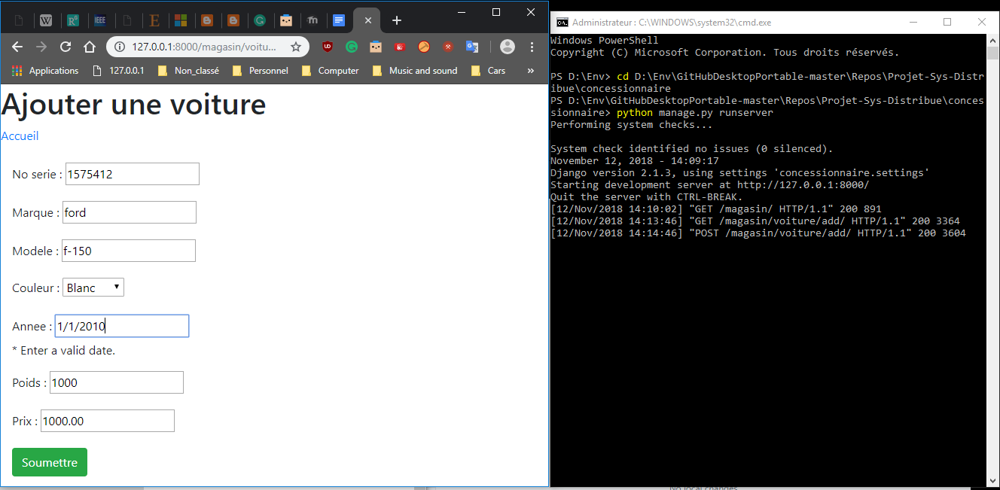 127.0.0.1:8000/magasin/voitu...
Applications
127.0.0.1
Non_classé
Personnel
Computer
Music and sound
Cars
»
Ajouter une voiture
Accueil
No serie : 1575412
Marque : ford
Modele : f-150
Couleur : Blanc
Annee : 1/1/2010
* Enter a valid date.
Poids : 1000
Prix : 1000.00
Soumettre
Administrateur : C:\WINDOWS\system32\cmd.exe
Windows PowerShell
Copyright (C) Microsoft Corporation. Tous droits réservés.
PS D:\Env> cd D:\Env\GitHubDesktopPortable-master\Repos\Projet-Sys-Distr
ibue\concessionnaire
PS D:\Env\GitHubDesktopPortable-master\Repos\Projet-Sys-Distribue\conces
sionnaire> python manage.py runserver
Performing system checks...
System check identified no issues (0 silenced).
November 12, 2018 - 14:09:17
Django version 2.1.3, using settings 'concessionnaire.settings'
Starting development server at http://127.0.0.1:8000/
Quit the server with CTRL-BREAK.
[12/Nov/2018 14:10:02] "GET /magasin/ HTTP/1.1" 200 891
[12/Nov/2018 14:13:46] "GET /magasin/voiture/add/ HTTP/1.1" 200 3364
[12/Nov/2018 14:14:46] "POST /magasin/voiture/add/ HTTP/1.1" 200 3604
No local changes